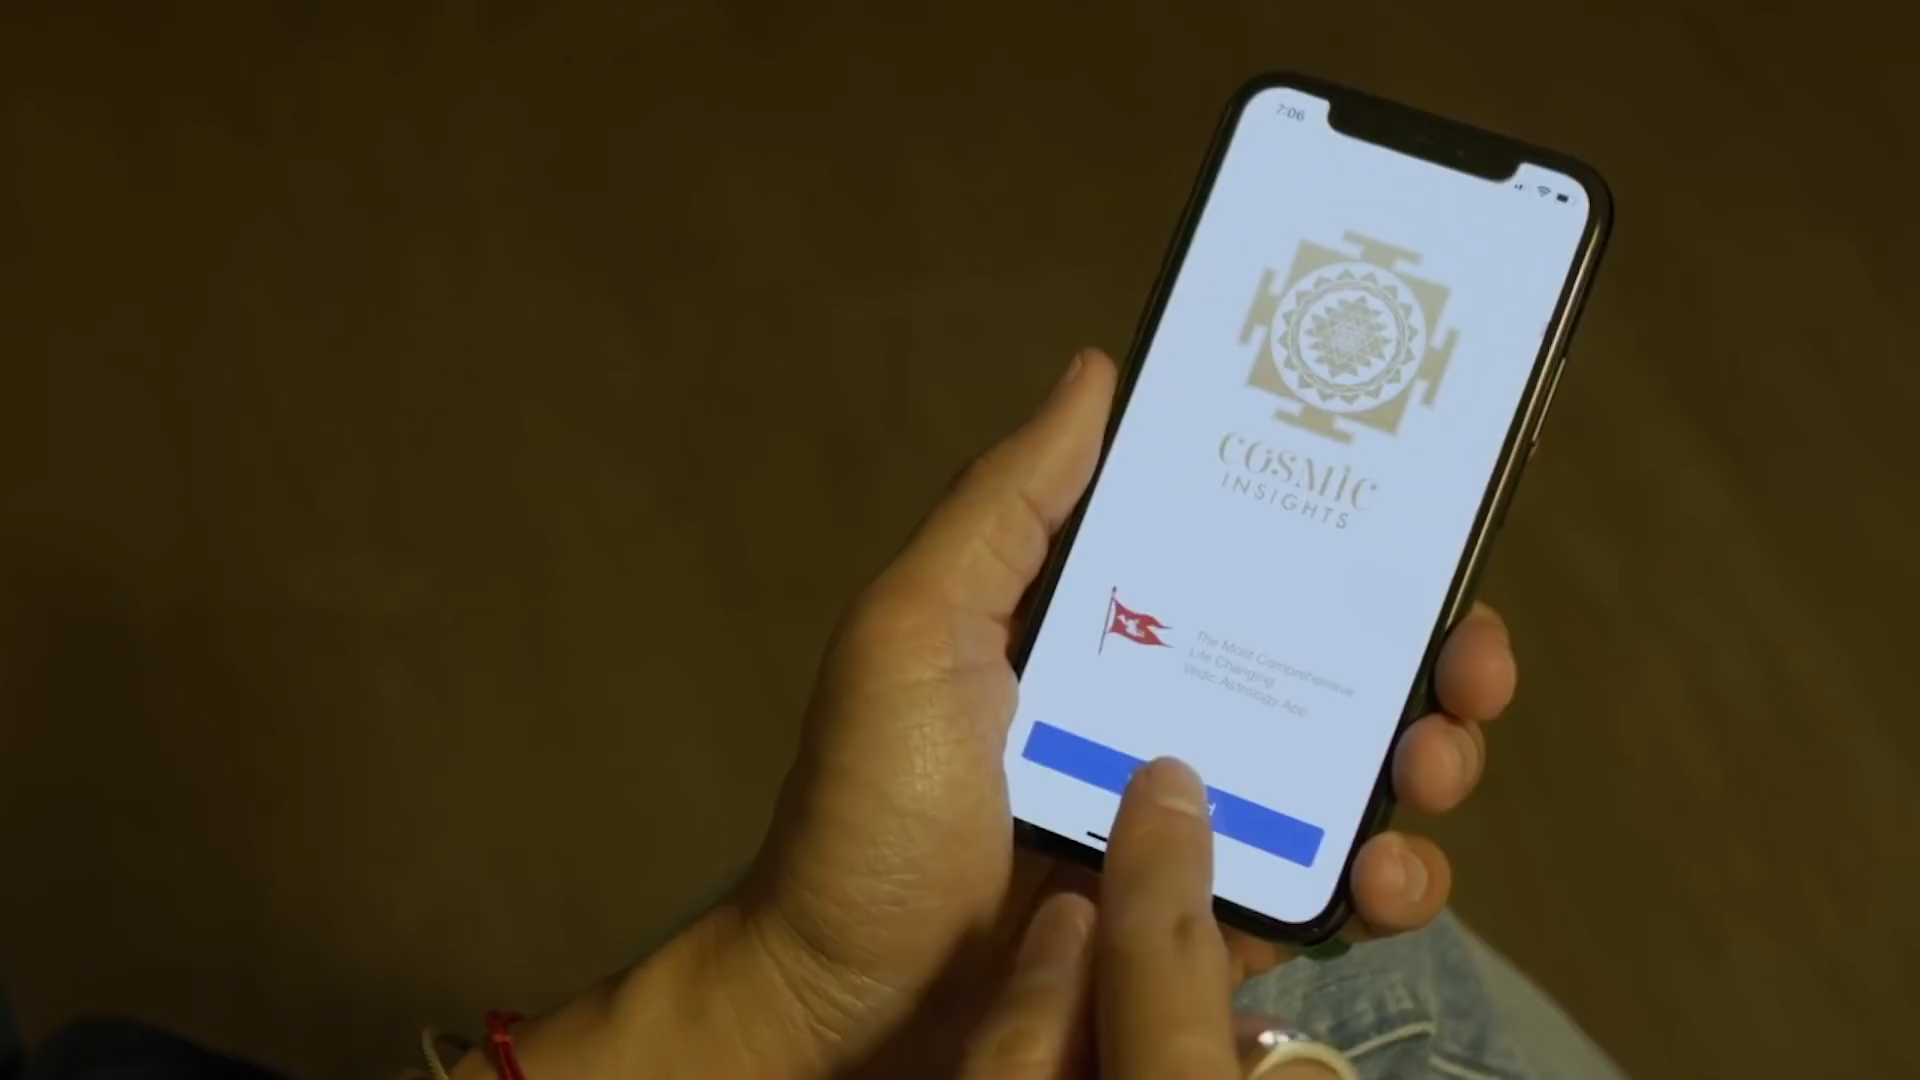 7:06
COSMIC
INSIGHTS
The Most Comprehensive
Life Changing
Vedic Astrology App